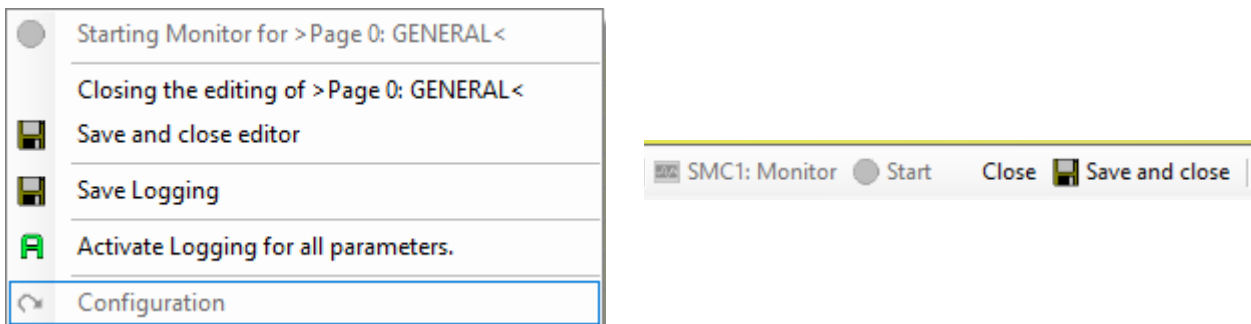 Starting Monitor for >Page 0: GENERAL<
Closing the editing of >Page 0: GENERAL<
Save and close editor
Save Logging
Activate Logging for all parameters.
Configuration
SMC1: Monitor Start Close Save and close